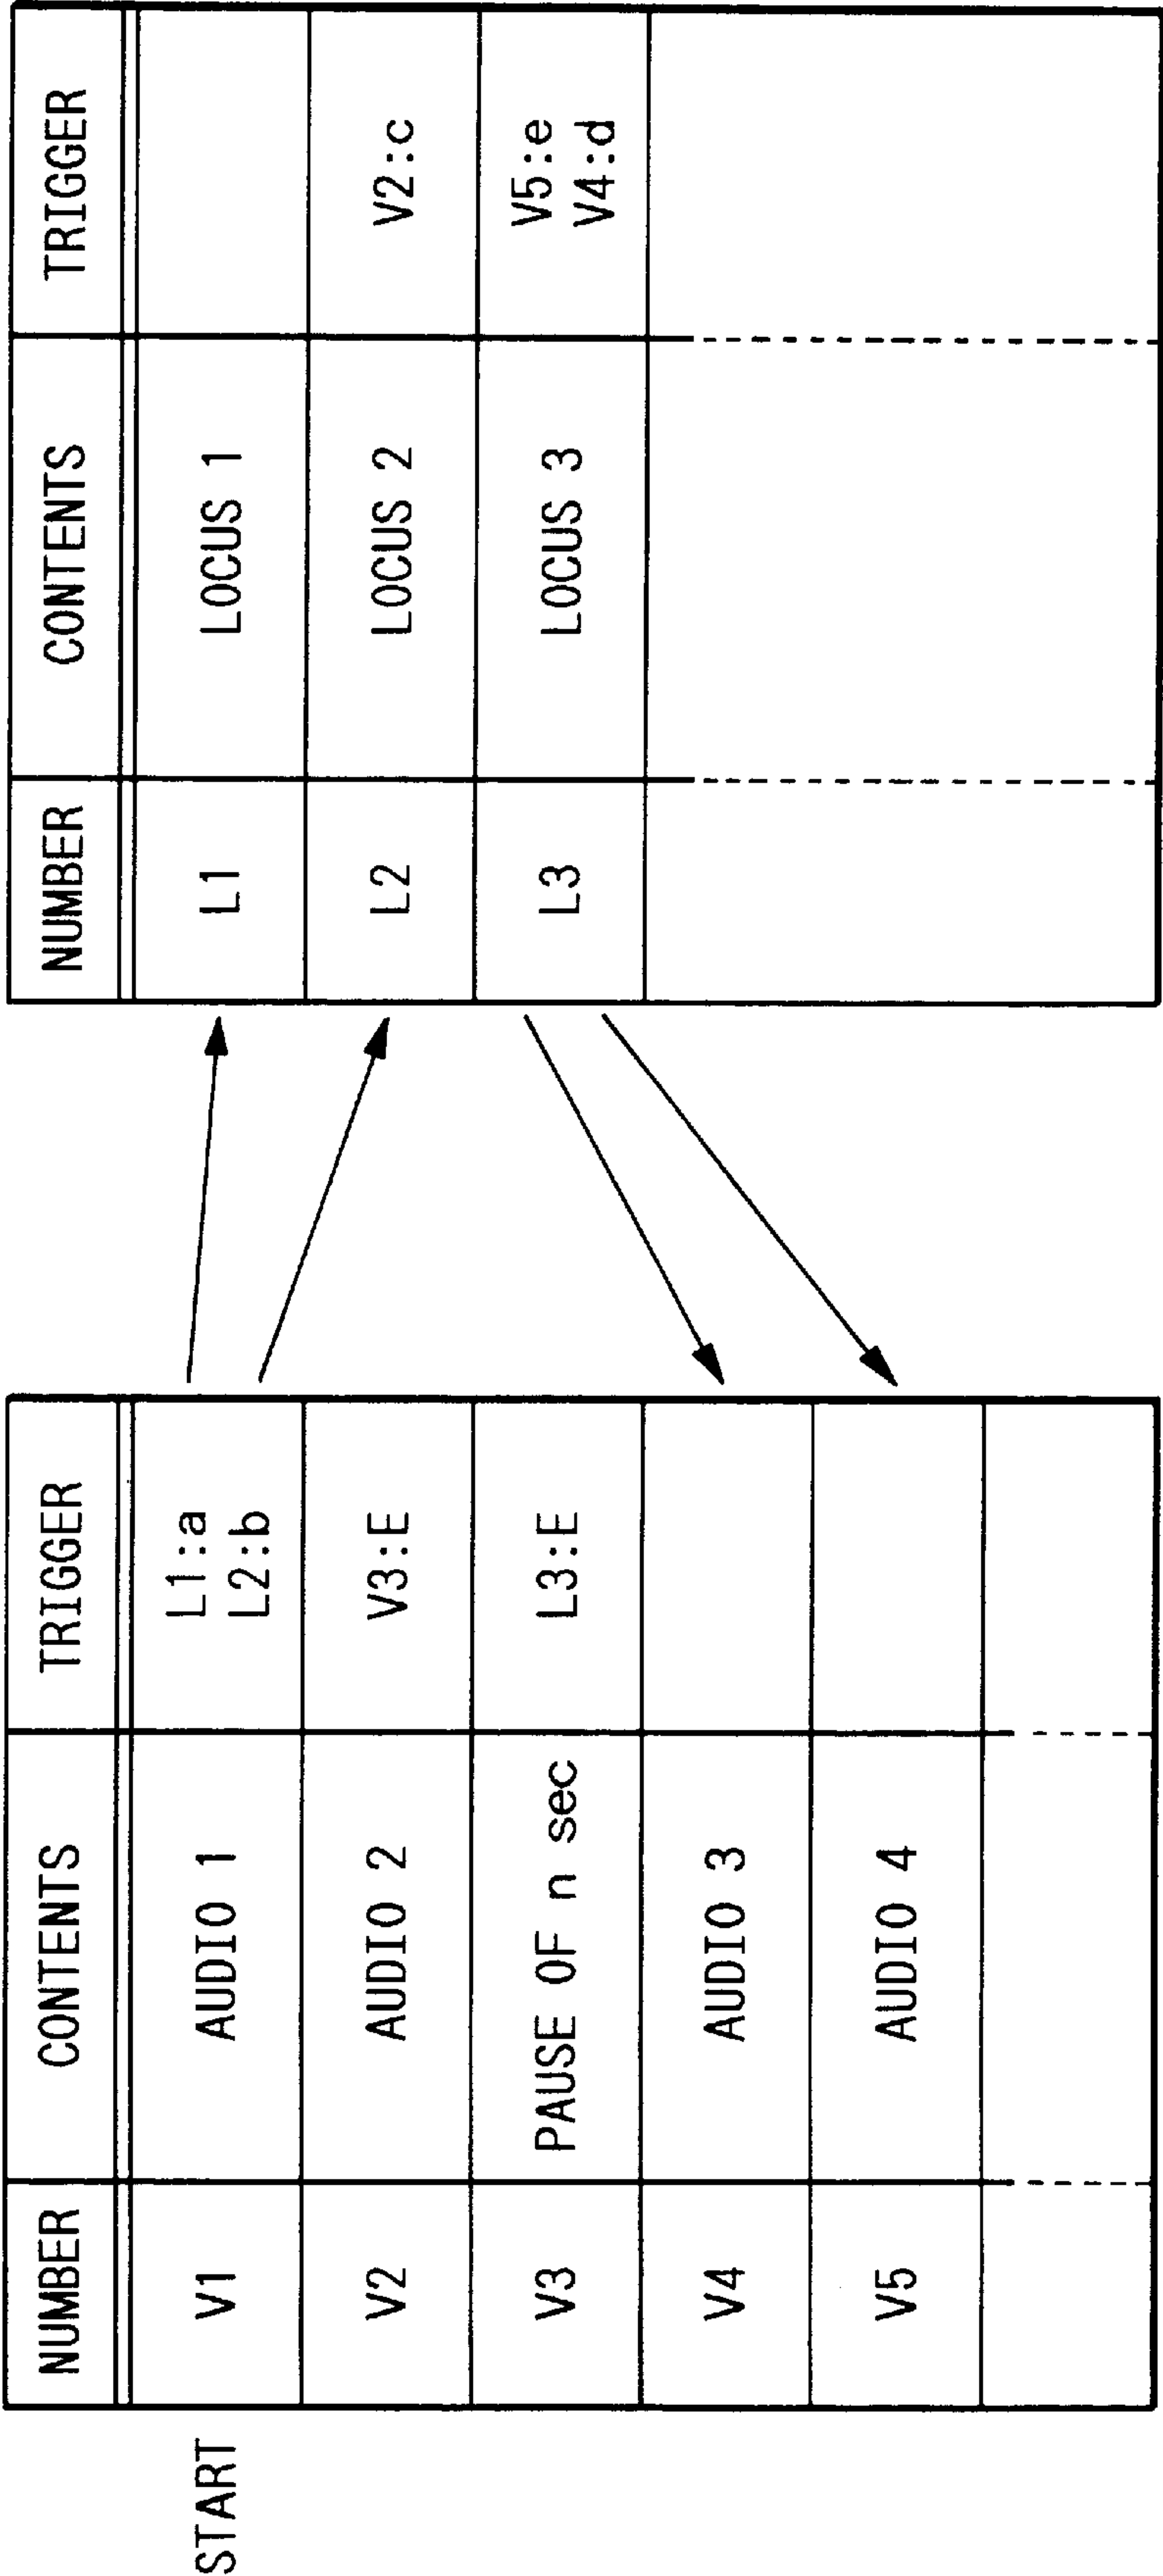 START
NUMBER CONTENTS TRIGGER
V1 AUDIO 1 L1:a
L2:b
V2 AUDIO 2 V3:E
V3 PAUSE OF n sec L3:E
V4 AUDIO 3
V5 AUDIO 4
NUMBER CONTENTS TRIGGER
L1 LOCUS 1
L2 LOCUS 2 V2:c
L3 LOCUS 3 V5:e
V4:d